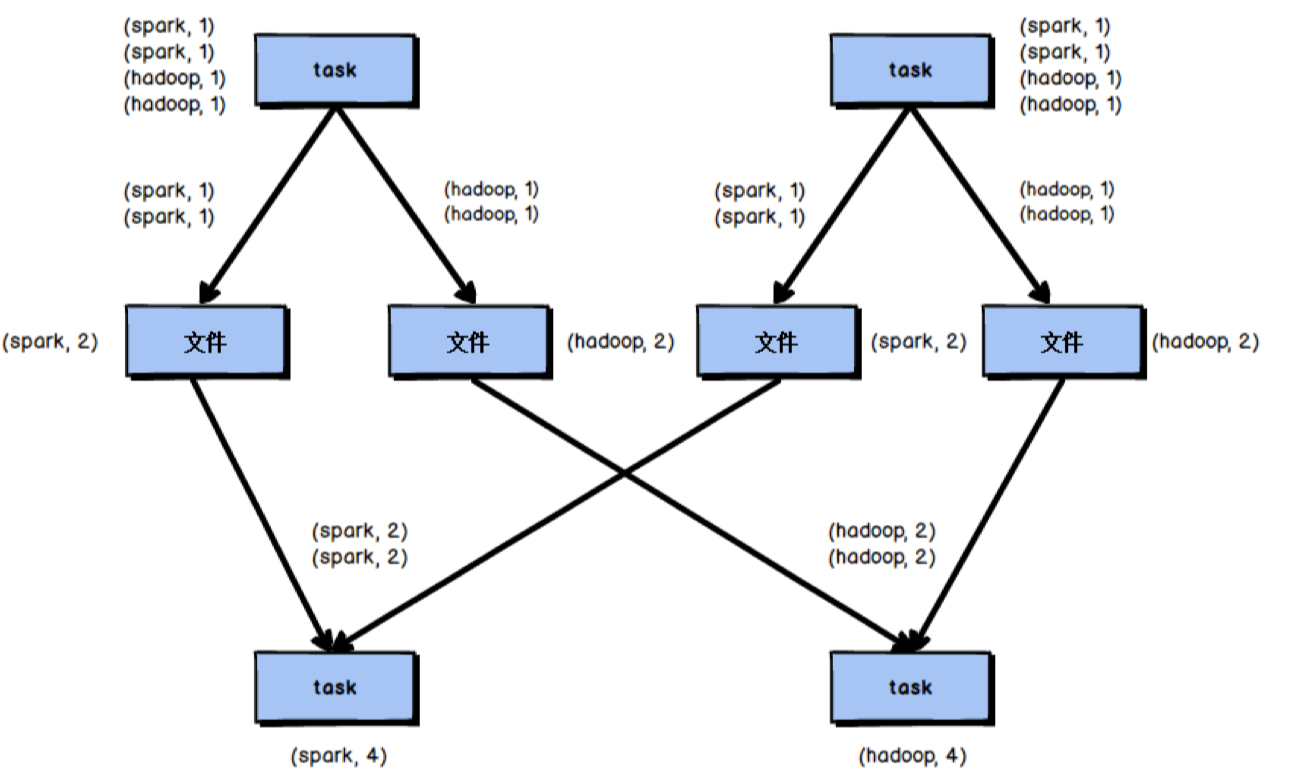 (spark, 1)
(spark, 1)
(hadoop, 1)
(hadoop, 1)
task
task
(spark, 1)
(spark, 1)
(hadoop, 1)
(hadoop, 1)
(spark, 1)
(spark, 1)
(hadoop, 1)
(hadoop, 1)
(spark, 1)
(spark, 1)
(hadoop, 1)
(hadoop, 1)
(spark, 2)
文件
文件
(hadoop, 2)
文件
(spark, 2)
文件
(hadoop, 2)
(spark, 2)
(spark, 2)
(hadoop, 2)
(hadoop, 2)
task
task
(spark, 4)
(hadoop, 4)